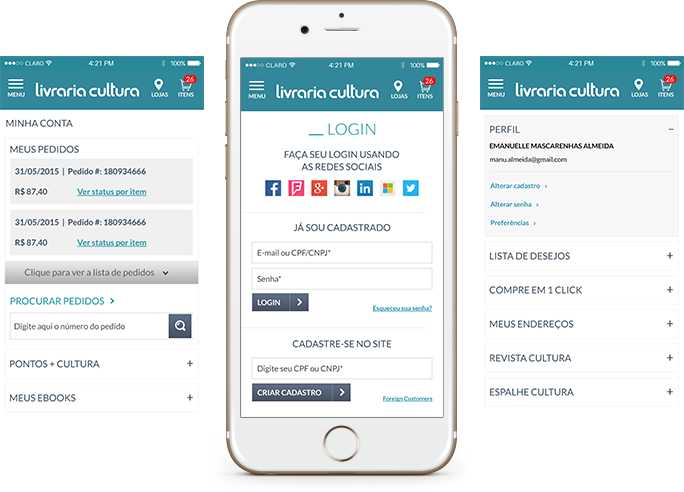 CLARO 4:21 PM 100%
MENU livraria cultura LOJAS 26 ITENS
MINHA CONTA
MEUS PEDIDOS
31/05/2015 | Pedido #: 180934666
R$ 87,40 Ver status por item
31/05/2015 | Pedido #: 180934666
R$ 87,40 Ver status por item
Clique para ver a lista de pedidos
PROCURAR PEDIDOS >
Digite aqui o número do pedido
PONTOS + CULTURA +
MEUS EBOOKS +
CLARO 4:21 PM 100%
MENU livraria cultura LOJAS 26 ITENS
__ LOGIN
FAÇA SEU LOGIN USANDO
AS REDES SOCIAIS
JÁ SOU CADASTRADO
E-mail ou CPF/CNPJ*
Senha*
LOGIN > Esqueceu sua senha?
CADASTRE-SE NO SITE
Digite seu CPF ou CNPJ*
CRIAR CADASTRO > Foreign Customers
CLARO 4:21 PM 100%
MENU livraria cultura LOJAS 26 ITENS
PERFIL −
EMANUELLE MASCARENHAS ALMEIDA
manu.almeida@gmail.com
Alterar cadastro >
Alterar senha >
Preferências >
LISTA DE DESEJOS +
COMPRE EM 1 CLICK +
MEUS ENDEREÇOS +
REVISTA CULTURA +
ESPALHE CULTURA +